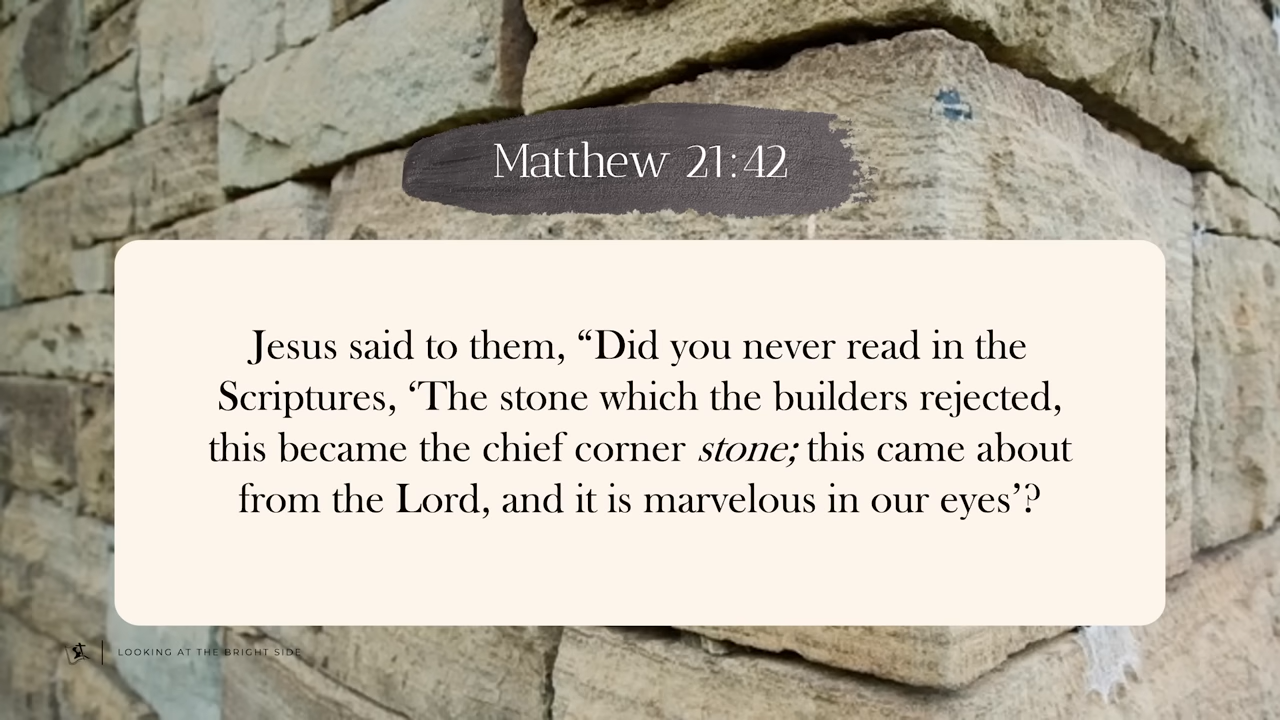 Matthew 21:42
Jesus said to them, “Did you never read in the
Scriptures, ‘The stone which the builders rejected,
this became the chief corner stone; this came about
from the Lord, and it is marvelous in our eyes’?
LOOKING AT THE BRIGHT SIDE